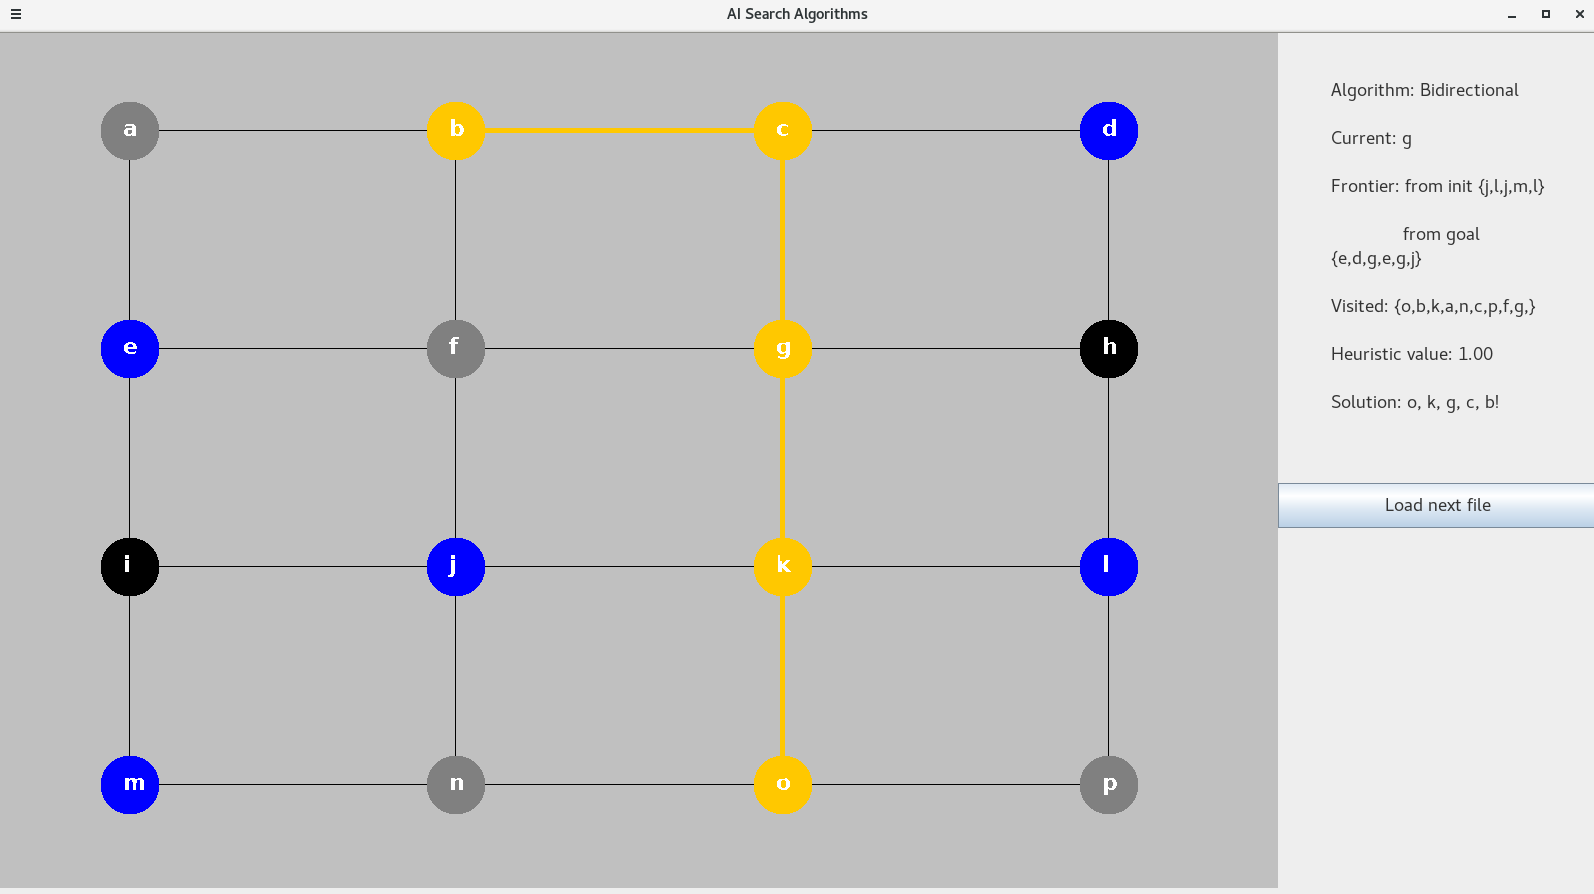 AI Search Algorithms
a b c d
e f g h
i j k l
m n o p
Algorithm: Bidirectional
Current: g
Frontier: from init {j,l,j,m,l}
from goal
{e,d,g,e,g,j}
Visited: {o,b,k,a,n,c,p,f,g,}
Heuristic value: 1.00
Solution: o, k, g, c, b!
Load next file